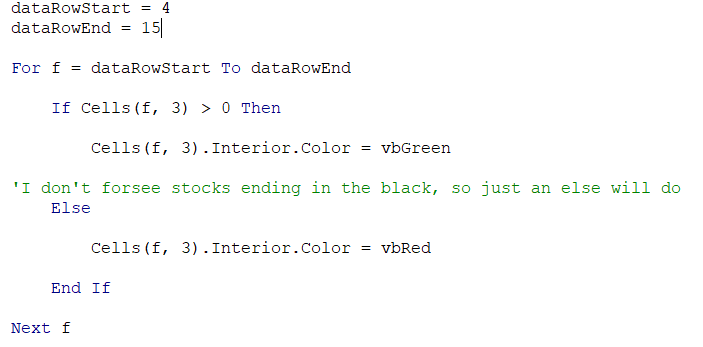 dataRowStart = 4
dataRowEnd = 15
For f = dataRowStart To dataRowEnd
If Cells(f, 3) > 0 Then
Cells(f, 3).Interior.Color = vbGreen
'I don't forsee stocks ending in the black, so just an else will do
Else
Cells(f, 3).Interior.Color = vbRed
End If
Next f